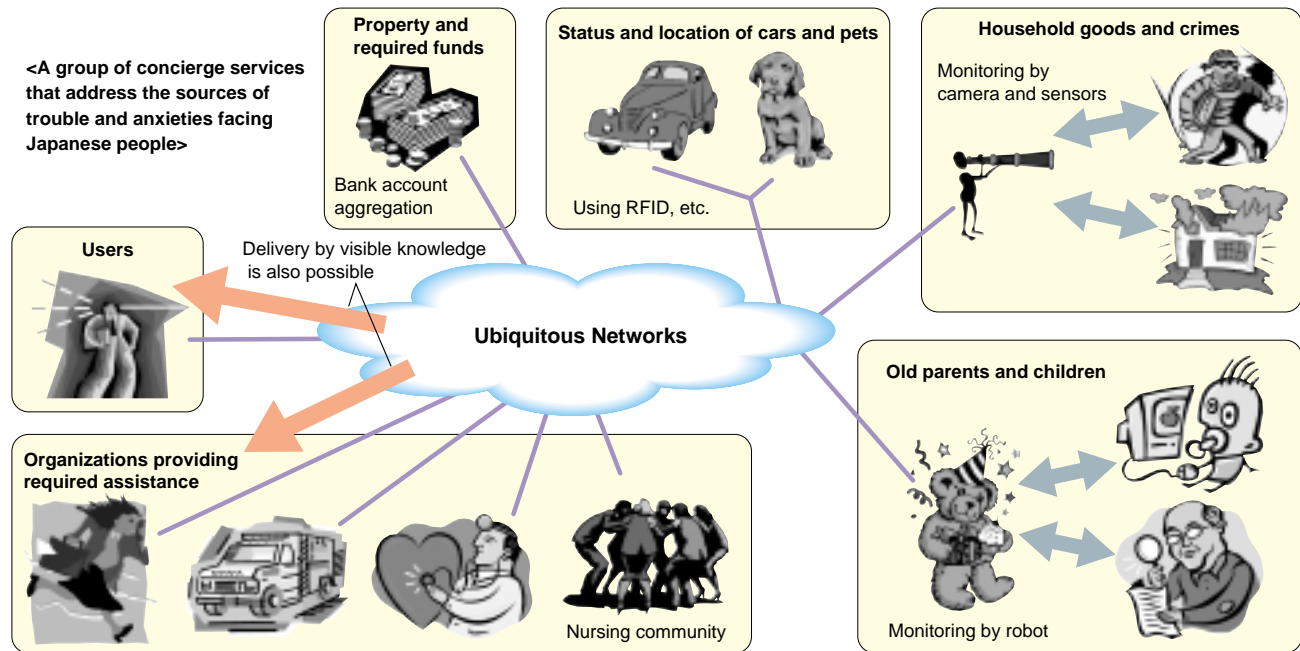 <A group of concierge services
that address the sources of
trouble and anxieties facing
Japanese people>
Property and
required funds
Bank account
aggregation
Status and location of cars and pets
Using RFID, etc.
Household goods and crimes
Monitoring by
camera and sensors
Users
Delivery by visible knowledge
is also possible
Ubiquitous Networks
Old parents and children
Monitoring by robot
Organizations providing
required assistance
Nursing community